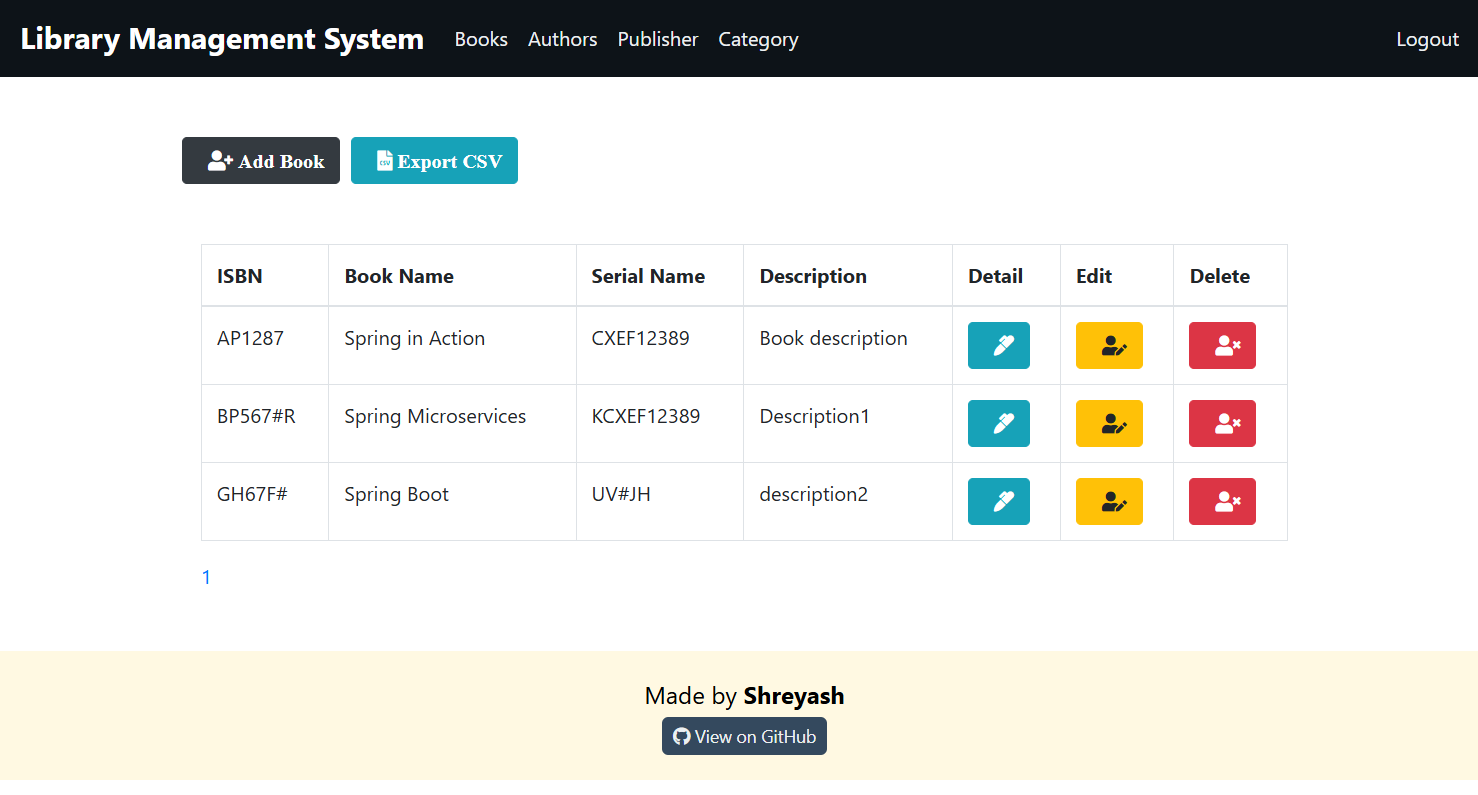 Library Management System Books Authors Publisher Category Logout
Add Book Export CSV
ISBN Book Name Serial Name Description Detail Edit Delete
AP1287 Spring in Action CXEF12389 Book description
BP567#R Spring Microservices KCXEF12389 Description1
GH67F# Spring Boot UV#JH description2
1
Made by Shreyash
View on GitHub